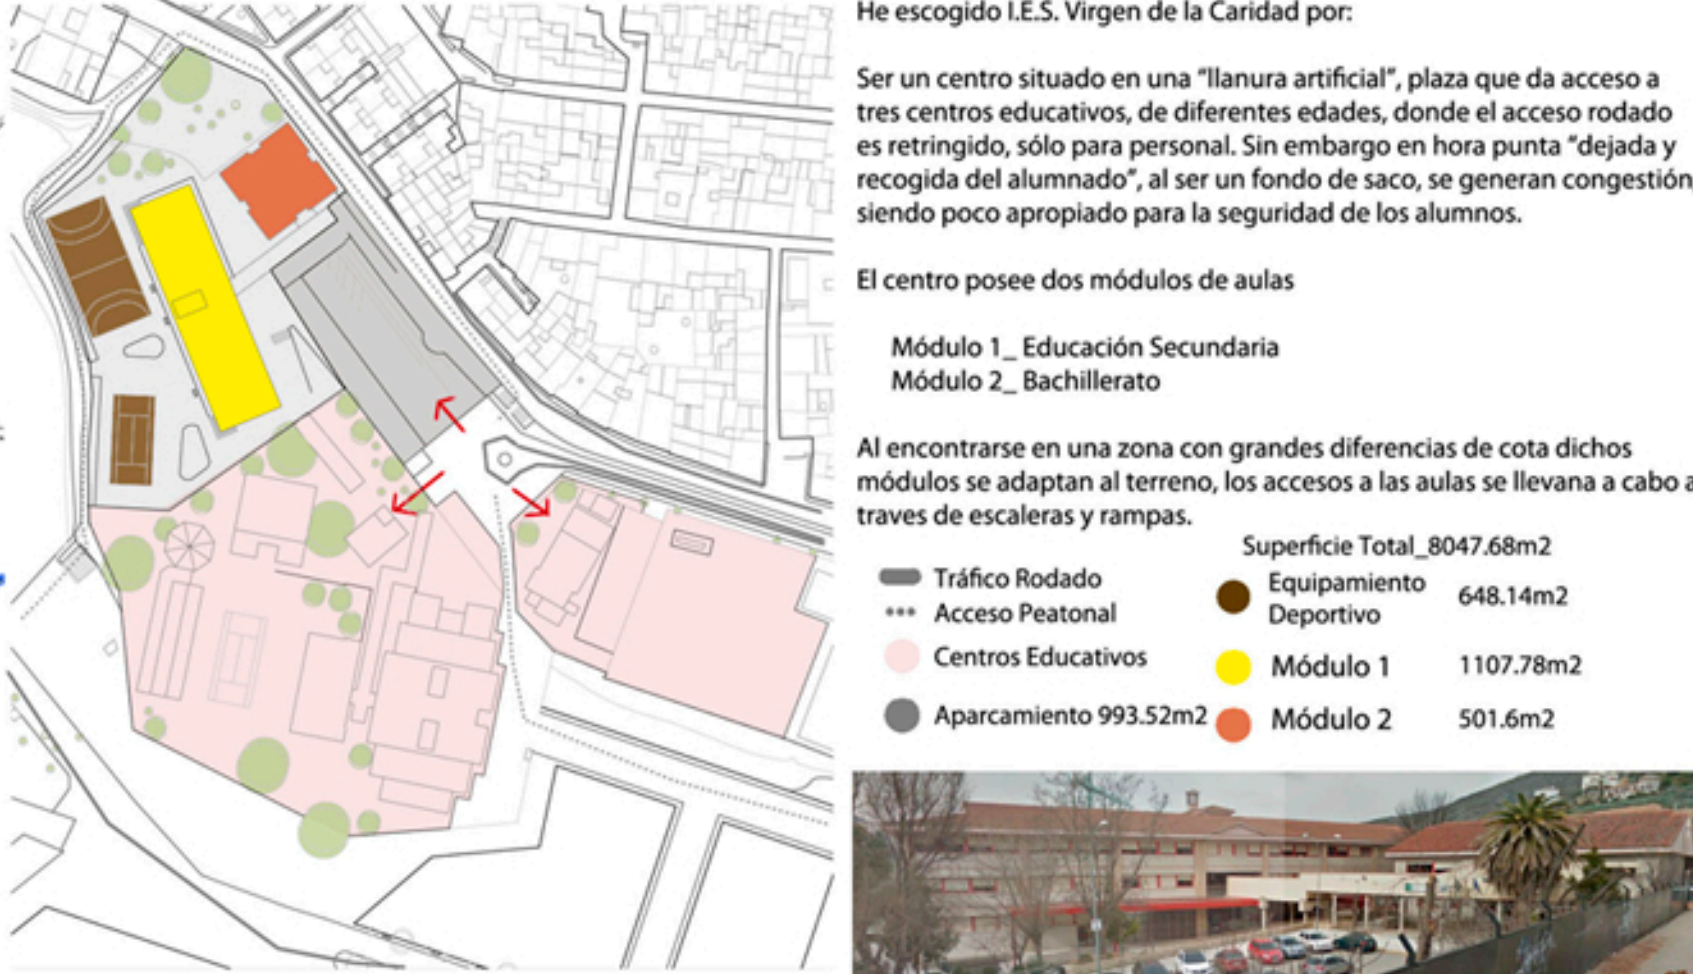 He escogido I.E.S. Virgen de la Caridad por:
Ser un centro situado en una "llanura artificial", plaza que da acceso a
tres centros educativos, de diferentes edades, donde el acceso rodado
es retringido, sólo para personal. Sin embargo en hora punta "dejada y
recogida del alumnado", al ser un fondo de saco, se generan congestión,
siendo poco apropiado para la seguridad de los alumnos.
El centro posee dos módulos de aulas
Módulo 1_ Educación Secundaria
Módulo 2_ Bachillerato
Al encontrarse en una zona con grandes diferencias de cota dichos
módulos se adaptan al terreno, los accesos a las aulas se llevana a cabo a
traves de escaleras y rampas.
Superficie Total_8047.68m2
Tráfico Rodado
Acceso Peatonal
Centros Educativos
Aparcamiento 993.52m2
Equipamiento
Deportivo 648.14m2
Módulo 1 1107.78m2
Módulo 2 501.6m2